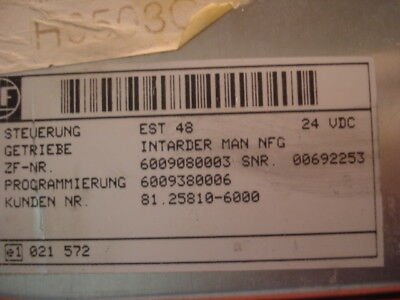 STEUERUNG EST 48 24 VDC
GETRIEBE INTARDER MAN NFG
ZF-NR. 6009080003 SNR. 00692253
PROGRAMMIERUNG 6009380006
KUNDEN NR. 81.25810-6000
e1 021 572